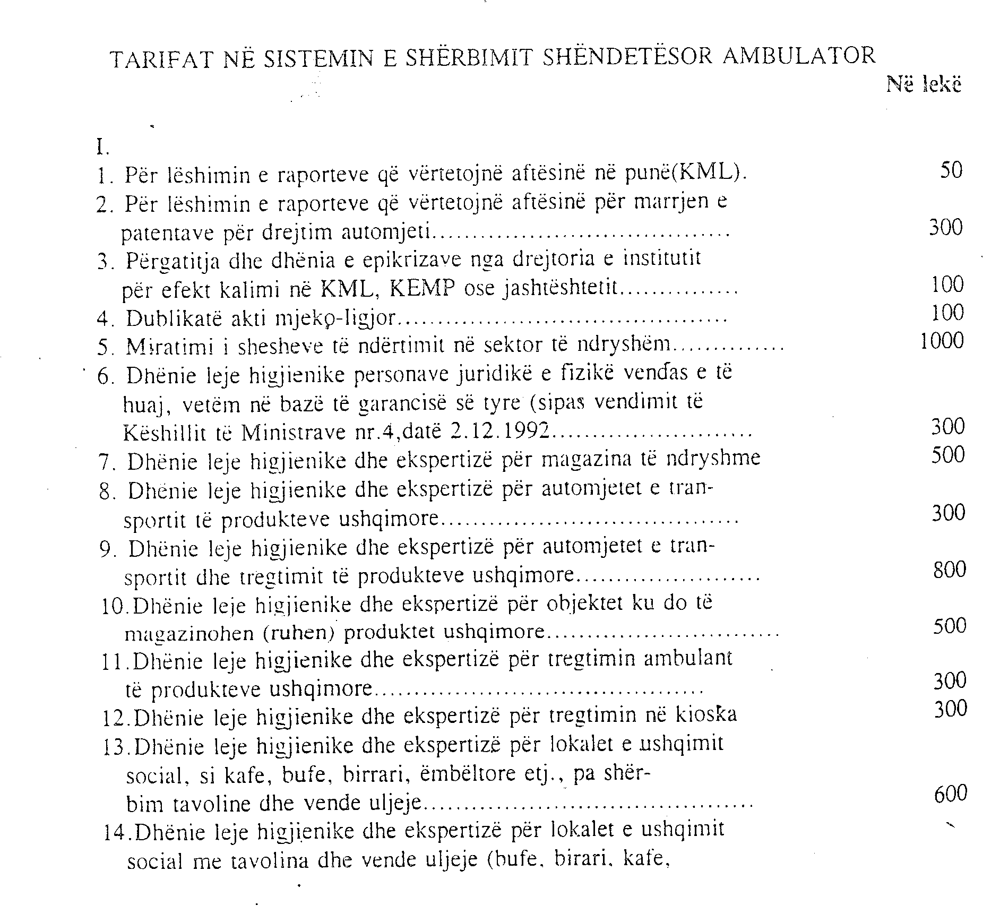 TARIFAT NË SISTEMIN E SHËRBIMIT SHËNDETËSOR AMBULATOR
Në lekë
I.
1. Për lëshimin e raporteve që vërtetojnë aftësinë në punë(KML). 50
2. Për lëshimin e raporteve që vërtetojnë aftësinë për marrjen e
patentave për drejtim automjeti..................................... 300
3. Përgatitja dhe dhënia e epikrizave nga drejtoria e institutit
për efekt kalimi në KML, KEMP ose jashtështetit............... 100
4. Dublikatë akti mjeko-ligjor......................................... 100
5. Miratimi i shesheve të ndërtimit në sektor të ndryshëm.............. 1000
6. Dhënie leje higjienike personave juridikë e fizikë vendas e të
huaj, vetëm në bazë të garancisë së tyre (sipas vendimit të
Këshillit të Ministrave nr.4,datë 2.12.1992......................... 300
7. Dhënie leje higjienike dhe ekspertizë për magazina të ndryshme 500
8. Dhënie leje higjienike dhe ekspertizë për automjetet e tran-
sportit të produkteve ushqimore..................................... 300
9. Dhënie leje higjienike dhe ekspertizë për automjetet e tran-
sportit dhe tregtimit të produkteve ushqimore....................... 800
10.Dhënie leje higjienike dhe ekspertizë për objektet ku do të
magazinohen (ruhen) produktet ushqimore............................. 500
11.Dhënie leje higjienike dhe ekspertizë për tregtimin ambulant
të produkteve ushqimore......................................... 300
12.Dhënie leje higjienike dhe ekspertizë për tregtimin në kioska 300
13.Dhënie leje higjienike dhe ekspertizë për lokalet e ushqimit
social, si kafe, bufe, birrari, ëmbëltore etj., pa shër-
bim tavoline dhe vende uljeje......................................... 600
14.Dhënie leje higjienike dhe ekspertizë për lokalet e ushqimit
social me tavolina dhe vende uljeje (bufe, birari, kafe,